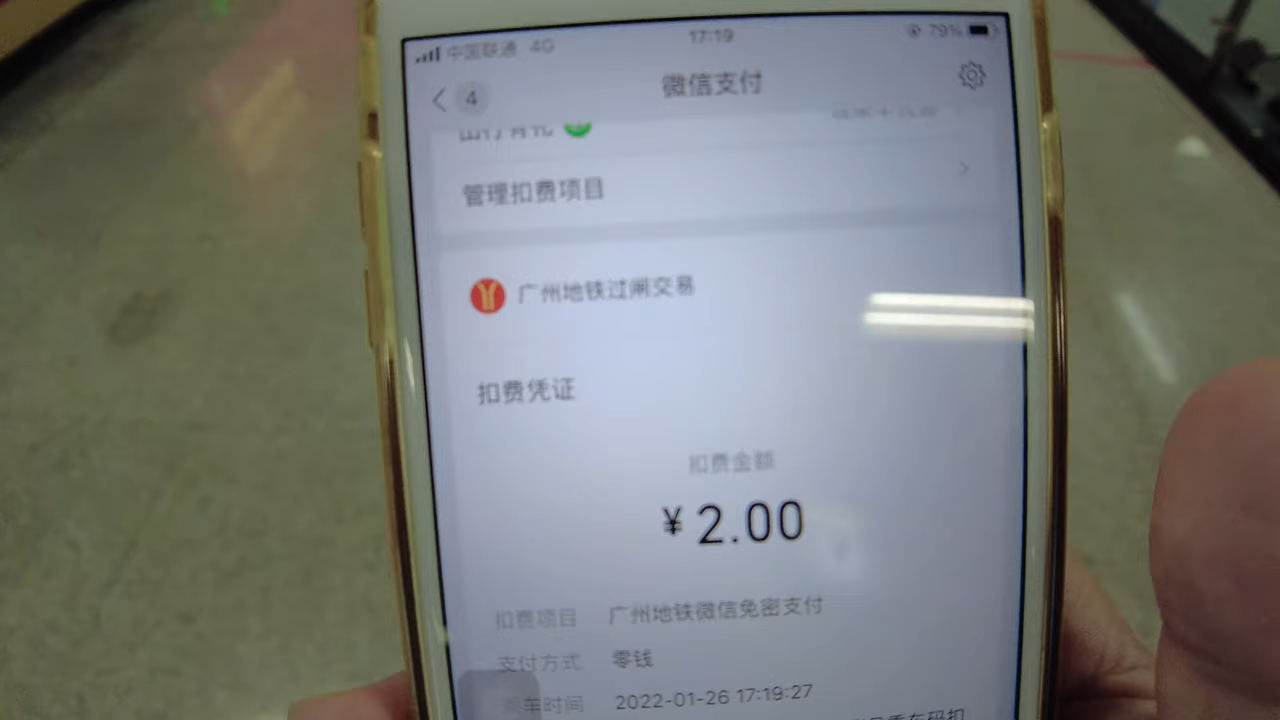 中国联通 4G 17:19 79%
4 微信支付
管理扣费项目
广州地铁过闸交易
扣费凭证
扣费金额
¥2.00
扣费项目 广州地铁微信免密支付
支付方式 零钱
乘车时间 2022-01-26 17:19:27